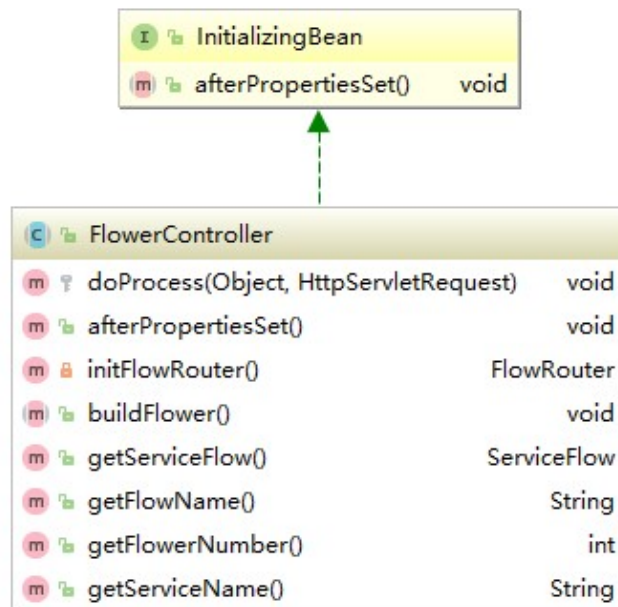 I InitializingBean
m afterPropertiesSet() void
C FlowerController
m doProcess(Object, HttpServletRequest) void
m afterPropertiesSet() void
m initFlowRouter() FlowRouter
m buildFlower() void
m getServiceFlow() ServiceFlow
m getFlowName() String
m getFlowerNumber() int
m getServiceName() String